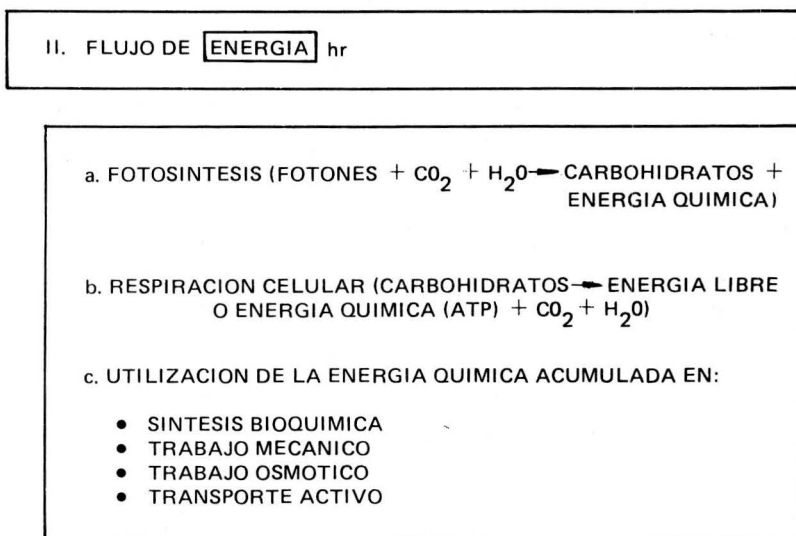 II. FLUJO DE ENERGIA hr
a. FOTOSINTESIS (FOTONES + CO2 + H2O→ CARBOHIDRATOS +
ENERGIA QUIMICA)
b. RESPIRACION CELULAR (CARBOHIDRATOS→ ENERGIA LIBRE
O ENERGIA QUIMICA (ATP) + CO2 + H2O)
c. UTILIZACION DE LA ENERGIA QUIMICA ACUMULADA EN:
• SINTESIS BIOQUIMICA
• TRABAJO MECANICO
• TRABAJO OSMOTICO
• TRANSPORTE ACTIVO